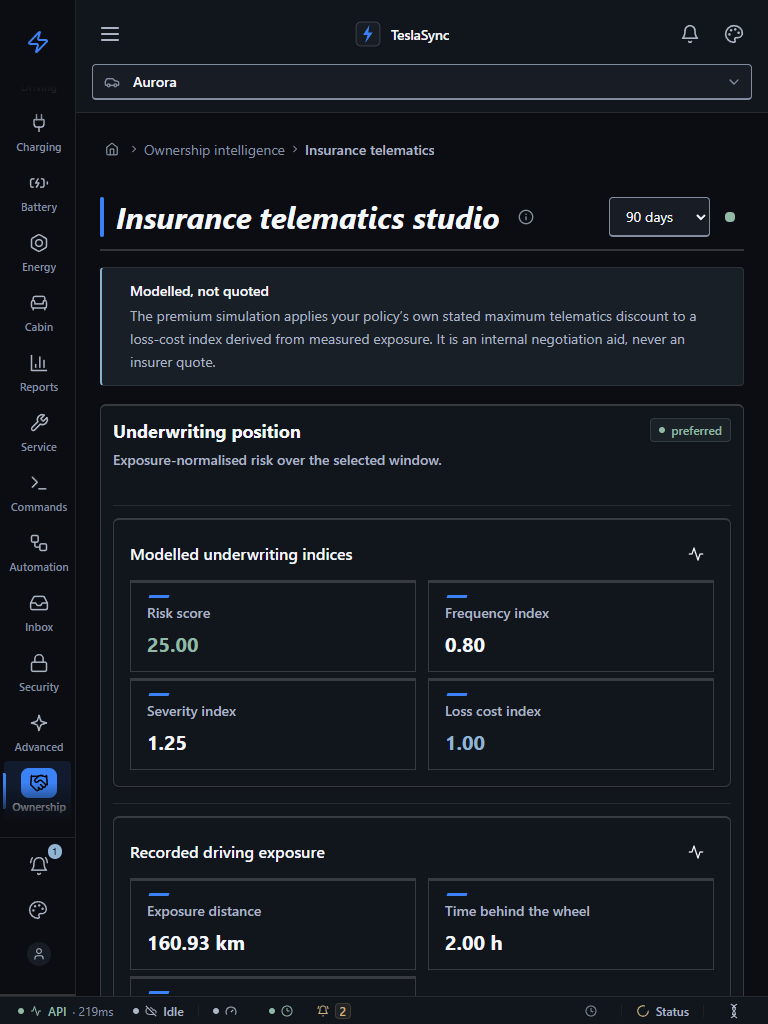 TeslaSync
Aurora
Ownership intelligence
Insurance telematics
Insurance telematics studio
90 days
Modelled, not quoted
The premium simulation applies your policy’s own stated maximum telematics discount to a
loss-cost index derived from measured exposure. It is an internal negotiation aid, never an
insurer quote.
Underwriting position
preferred
Exposure-normalised risk over the selected window.
Modelled underwriting indices
Risk score
25.00
Frequency index
0.80
Severity index
1.25
Loss cost index
1.00
Recorded driving exposure
Exposure distance
160.93 km
Time behind the wheel
2.00 h
Charging
Battery
Energy
Cabin
Reports
Service
Commands
Automation
Inbox
Security
Advanced
Ownership
1
API · 219ms
Idle
2
Status